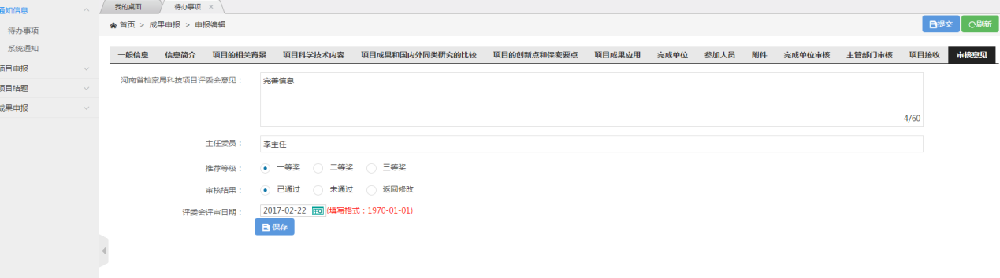 我的桌面 待办事项 ×
通知信息
待办事项
系统通知
项目申报
项目结题
成果申报
首页 > 成果申报 > 申报编辑
提交 刷新
一般信息 信息简介 项目的相关背景 项目科学技术内容 项目成果和国内外同类研究的比较 项目的创新点和保密要点 项目成果应用 完成单位 参加人员 附件 完成单位审核 主管部门审核 项目接收 审核意见
河南省档案局科技项目评委会意见： 完善信息
4/60
主任委员： 李主任
推荐等级： 一等奖 二等奖 三等奖
审核结果： 已通过 未通过 返回修改
评委会评审日期： 2017-02-22 (填写格式：1970-01-01)
保存